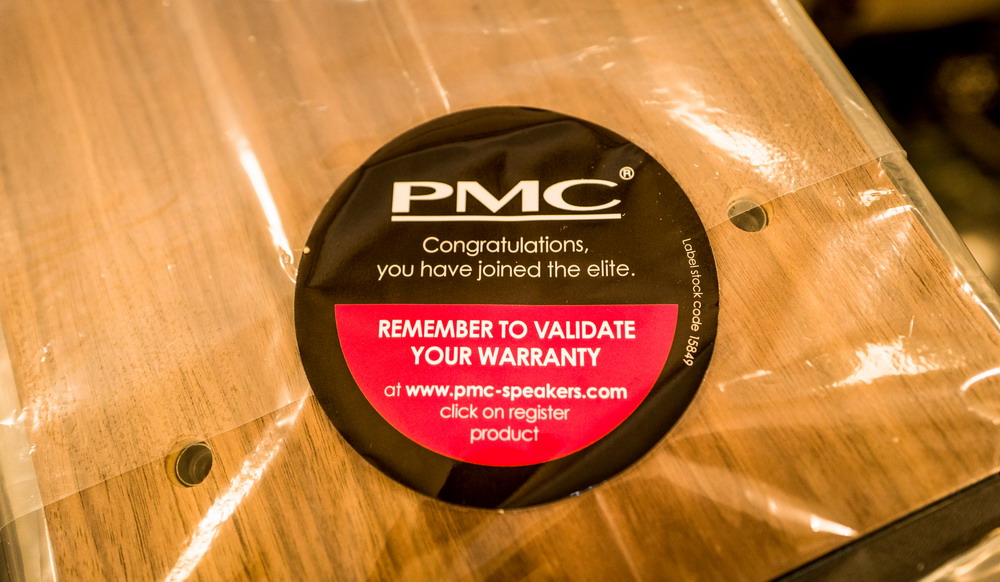 PMC®
Congratulations,
you have joined the elite.
REMEMBER TO VALIDATE
YOUR WARRANTY
at www.pmc-speakers.com
click on register
product
Label stock code 15849